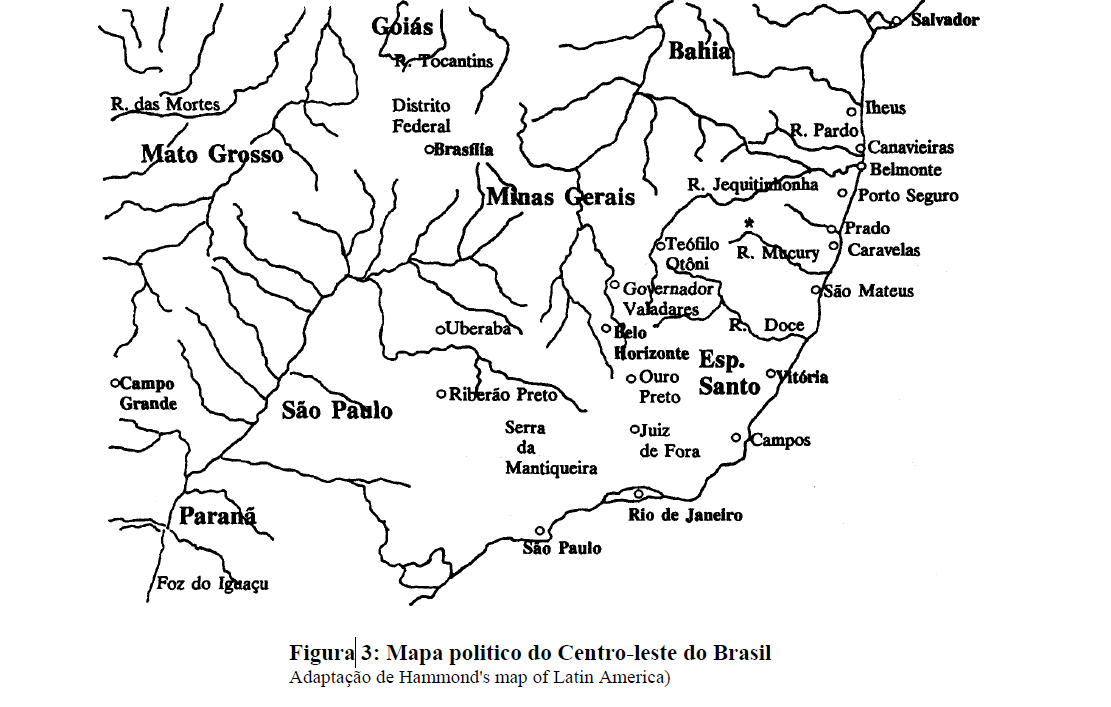 Salvador
Goiás
Bahia
R. Tocantins
R. das Mortes
Distrito
Federal
Brasília
Ilheus
R. Pardo
Canavieiras
Mato Grosso
Belmonte
R. Jequitinhonha
Minas Gerais
Porto Seguro
*
Prado
Teófilo
Qtôni
R. Mucury
Caravelas
Governador
Valadares
São Mateus
Uberaba
R. Doce
Belo
Horizonte
Esp.
Santo
Campo
Grande
Ouro
Preto
Vitória
São Paulo
Riberão Preto
Serra
da
Mantiqueira
Juiz
de Fora
Campos
Paranã
Rio de Janeiro
São Paulo
Foz do Iguaçu
Figura 3: Mapa politico do Centro-leste do Brasil
Adaptação de Hammond's map of Latin America)